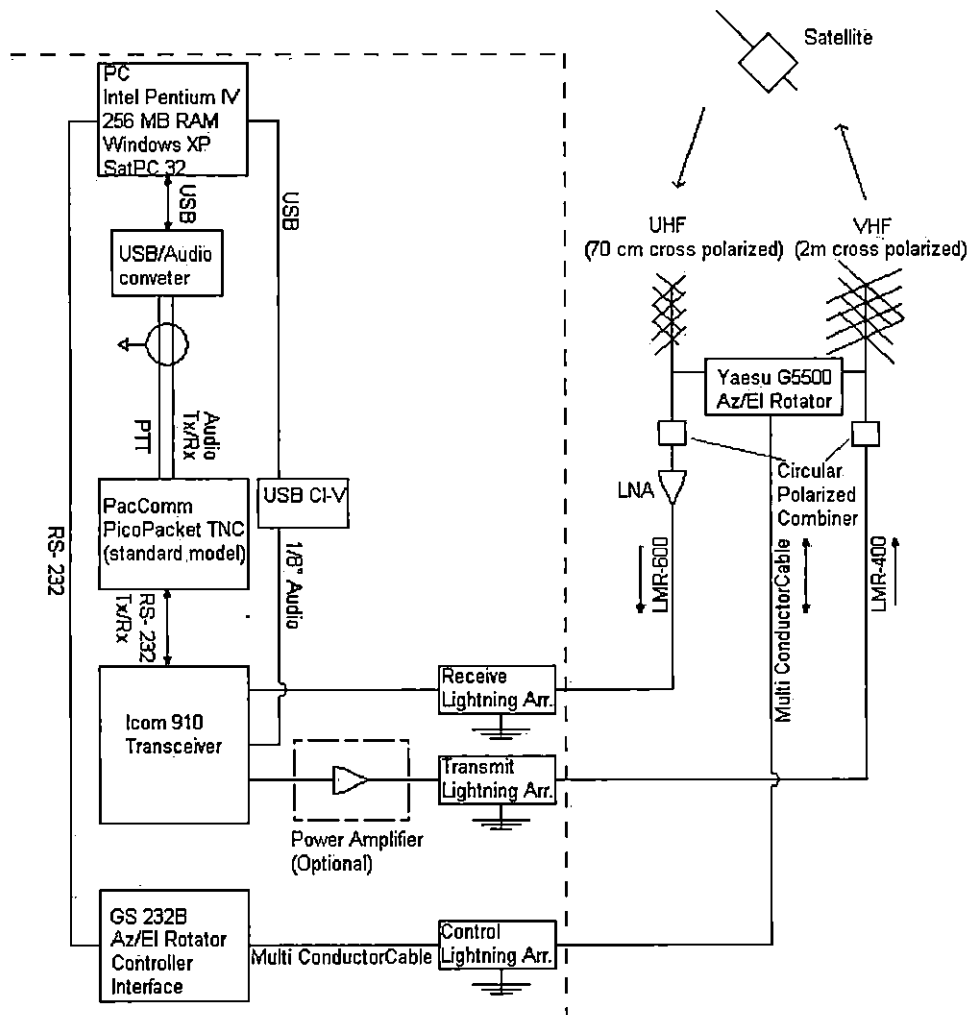 Satellite
PC
Intel Pentium IV
256 MB RAM
Windows XP
SatPC 32
USB
USB
USB/Audio
conveter
UHF
(70 cm cross polarized)
VHF
(2m cross polarized)
Yaesu G5500
Az/El Rotator
Audio
Tx/Rx
PTT
PacComm
PicoPacket TNC
(standard model)
USB CI-V
LNA
Circular
Polarized
Combiner
RS- 232
RS- 232
Tx/Rx
1/8" Audio
LMR-600
Multi ConductorCable
LMR-400
Icom 910
Transceiver
Receive
Lightning Arr.
Transmit
Lightning Arr.
Power Amplifier
(Optional)
GS 232B
Az/El Rotator
Controller
Interface
Multi ConductorCable
Control
Lightning Arr.